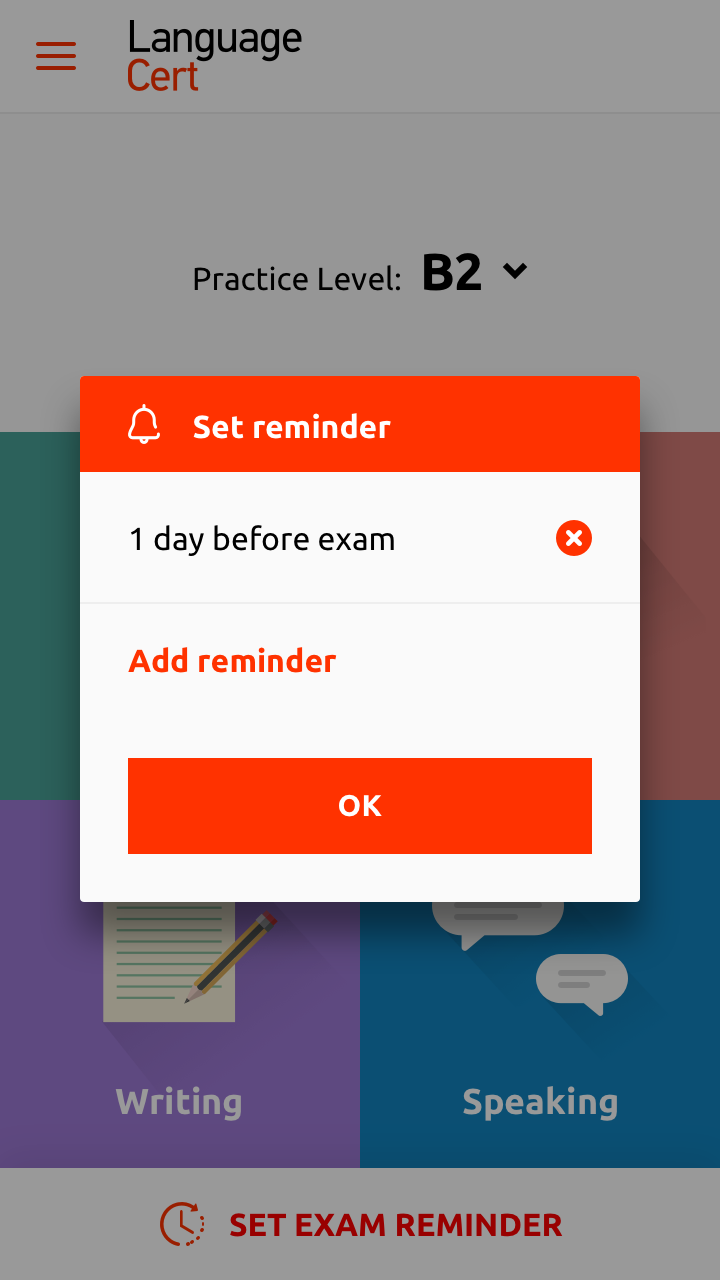 Language
Cert
Practice Level: B2
Set reminder
1 day before exam
Add reminder
OK
Writing
Speaking
SET EXAM REMINDER